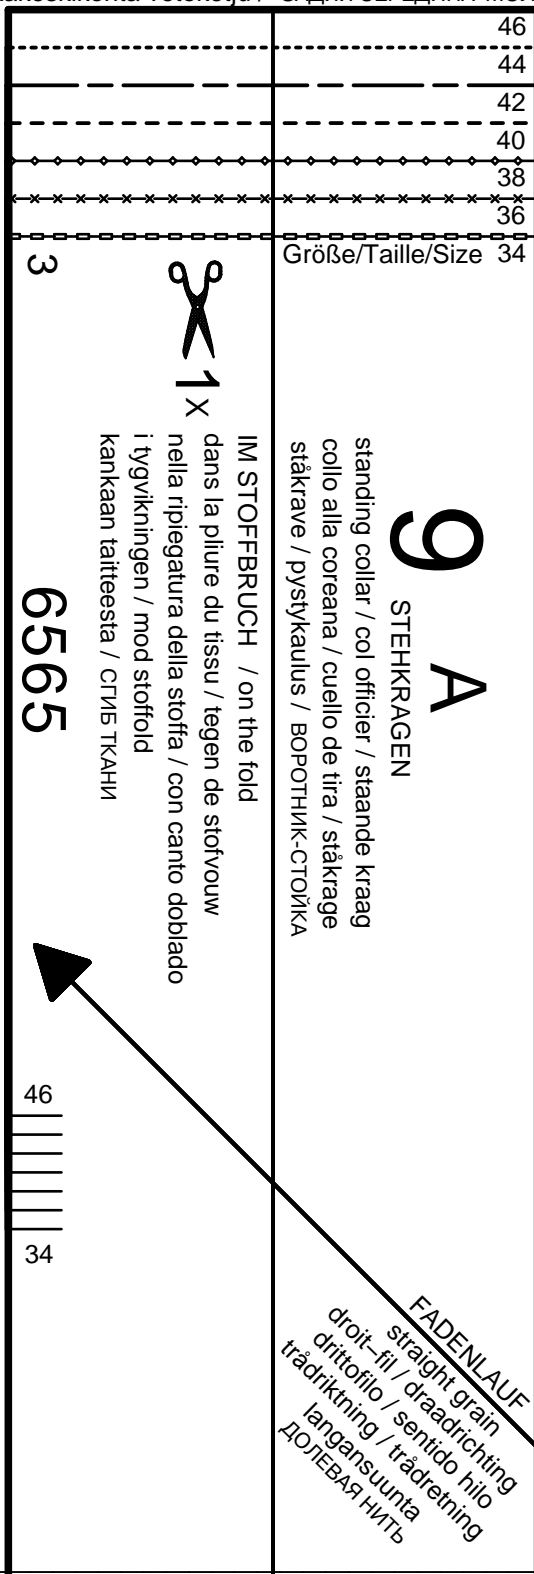 46
44
42
40
38
36
Größe/Taille/Size 34
3
1x
9 A
STEHKRAGEN
standing collar / col officier / staande kraag
collo alla coreana / cuello de tira / ståkrage
ståkrave / pystykaulus / ВОРОТНИК-СТОЙКА
IM STOFFBRUCH / on the fold
dans la pliure du tissu / tegen de stofvouw
nella ripiegatura della stoffa / con canto doblado
i tygvikningen / mod stoffold
kankaan taitteesta / СГИБ ТКАНИ
6565
46
34
FADENLAUF
straight grain
droit–fil / draadrichting
drittofilo / sentido hilo
trådriktning / trådretning
langansuunta
ДОЛЕВАЯ НИТЬ